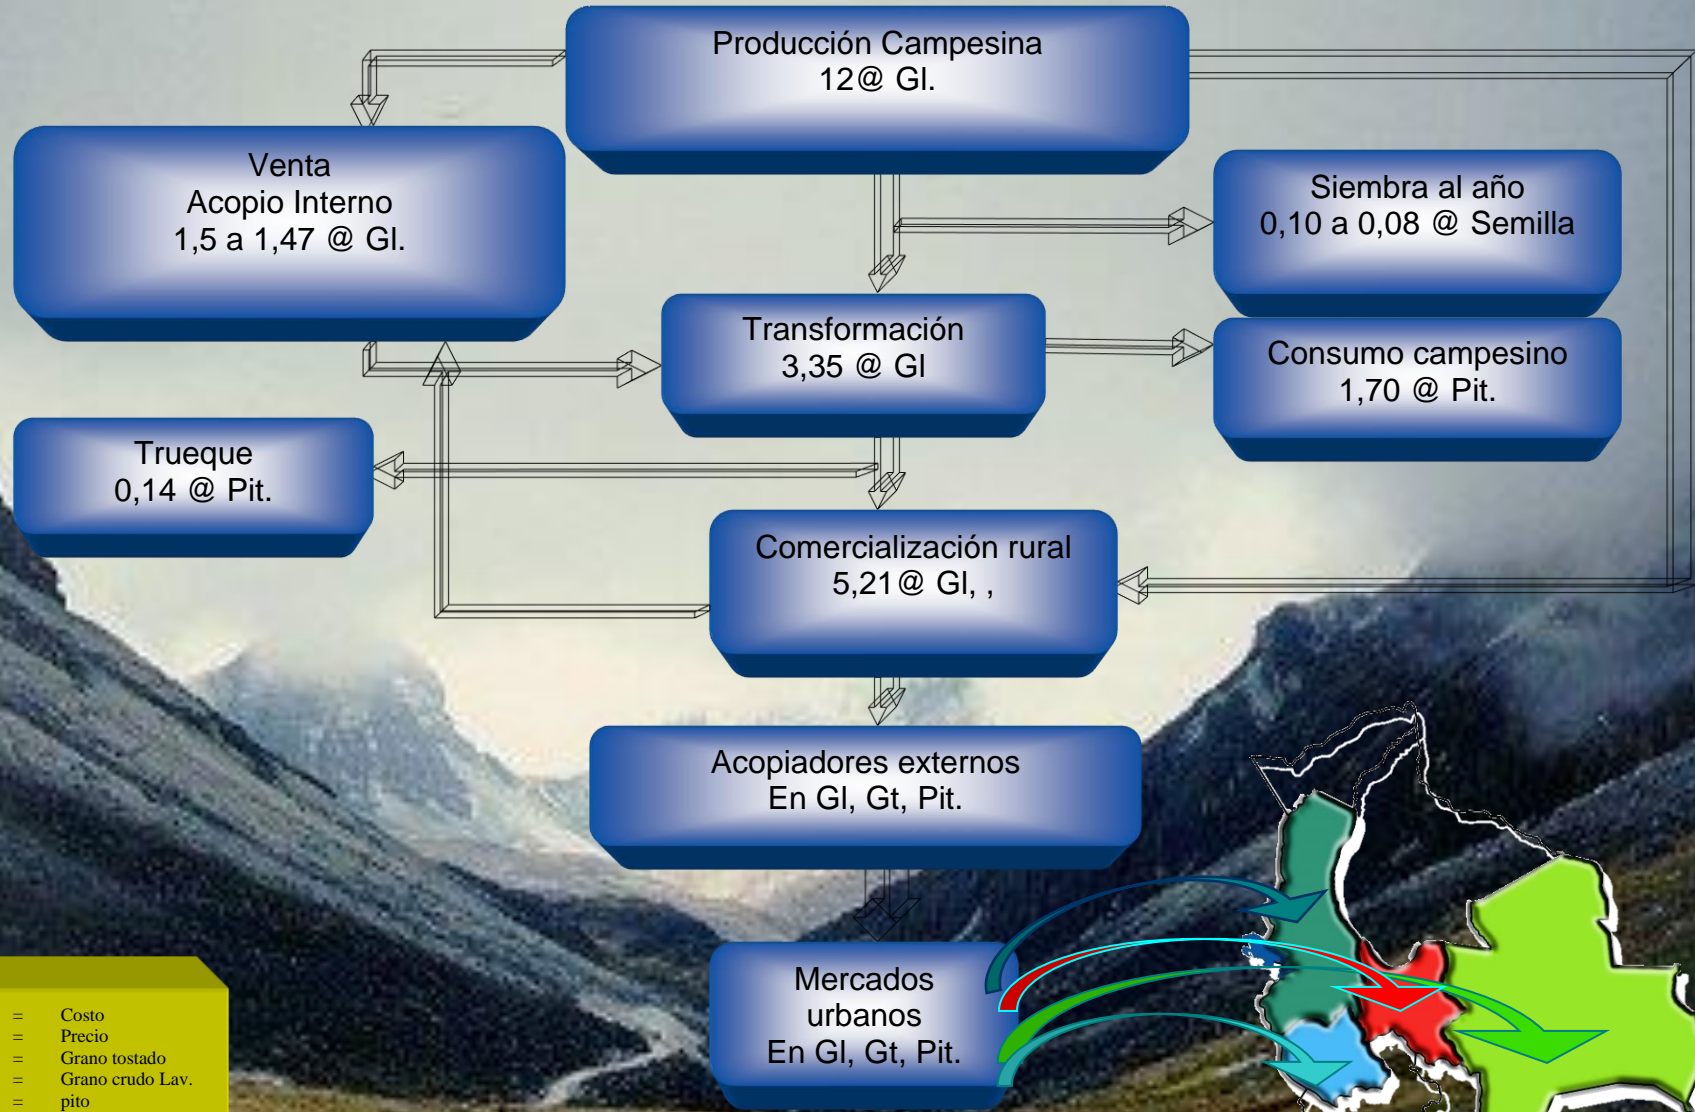 Producción Campesina
12@ Gl.
Venta
Acopio Interno
1,5 a 1,47 @ Gl.
Siembra al año
0,10 a 0,08 @ Semilla
Transformación
3,35 @ Gl
Consumo campesino
1,70 @ Pit.
Trueque
0,14 @ Pit.
Comercialización rural
5,21@ Gl, ,
Acopiadores externos
En Gl, Gt, Pit.
Mercados
urbanos
En Gl, Gt, Pit.
= Costo
= Precio
= Grano tostado
= Grano crudo Lav.
= pito